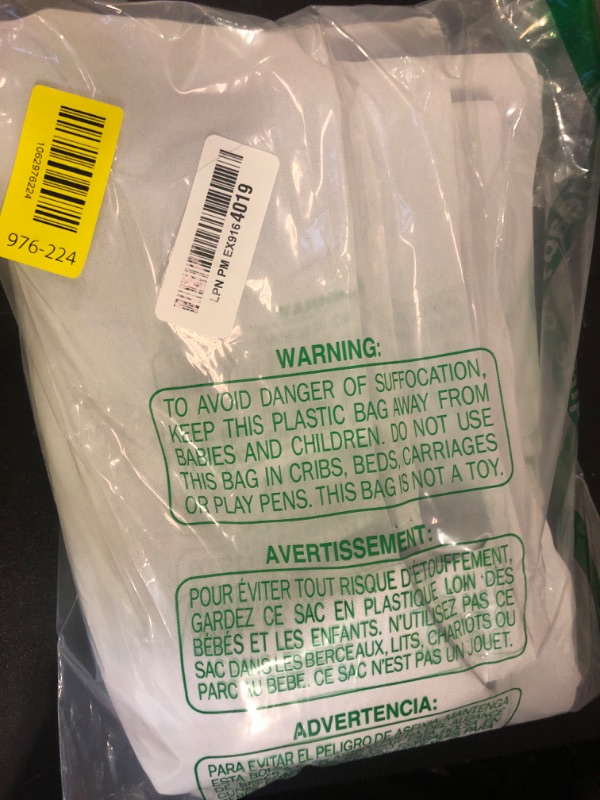 1062976224
976-224
LPN PM EX9164019
WARNING:
TO AVOID DANGER OF SUFFOCATION,
KEEP THIS PLASTIC BAG AWAY FROM
BABIES AND CHILDREN. DO NOT USE
THIS BAG IN CRIBS, BEDS, CARRIAGES
OR PLAY PENS. THIS BAG IS NOT A TOY.
AVERTISSEMENT:
POUR ÉVITER TOUT RISQUE D'ÉTOUFFEMENT,
GARDEZ CE SAC EN PLASTIQUE LOIN DES
BÉBÉS ET LES ENFANTS. N'UTILISEZ PAS CE
SAC DANS LES BERCEAUX, LITS, CHARIOTS OU
PARC AU BEBE. CE SAC N'EST PAS UN JOUET.
ADVERTENCIA:
PARA EVITAR EL PELIGRO DE ASFIXIA, MANTENGA
ESTA